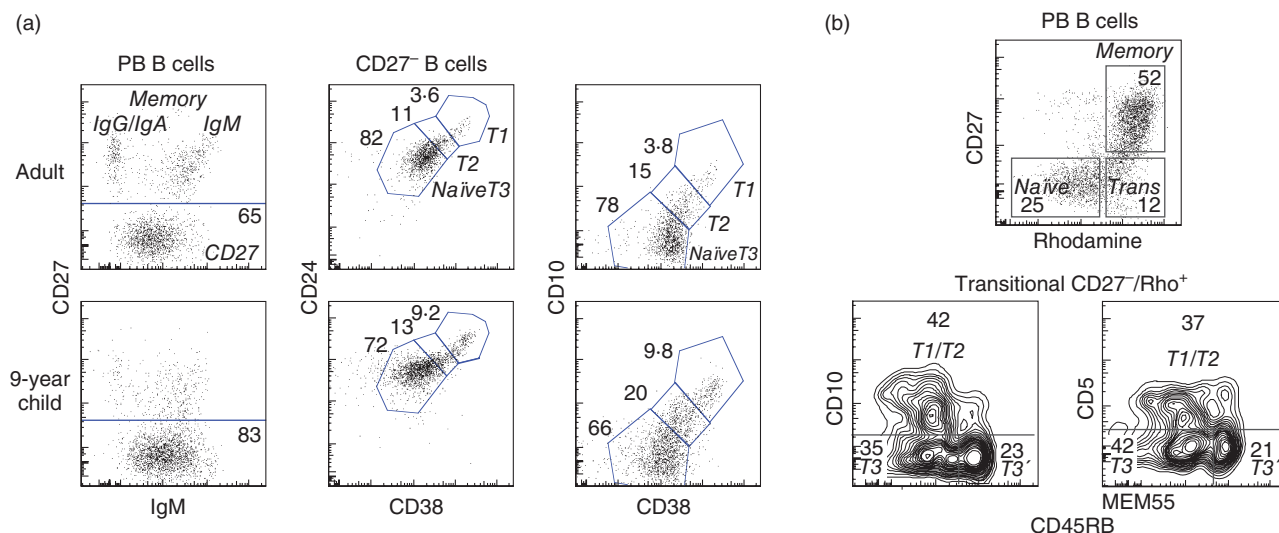 (a)
PB B cells
CD27⁻ B cells
Adult
CD27
Memory
IgG/IgA
IgM
65
CD27
CD24
3·6
11
82
T1
T2
NaïveT3
CD10
3·8
15
78
T1
T2
NaïveT3
9-year
child
83
IgM
9·2
13
72
CD38
9·8
20
66
CD38
(b)
PB B cells
Memory
52
CD27
Naïve
25
Trans
12
Rhodamine
Transitional CD27⁻/Rho⁺
42
T1/T2
CD10
35
T3
23
T3´
37
T1/T2
CD5
42
T3
21
T3´
MEM55
CD45RB